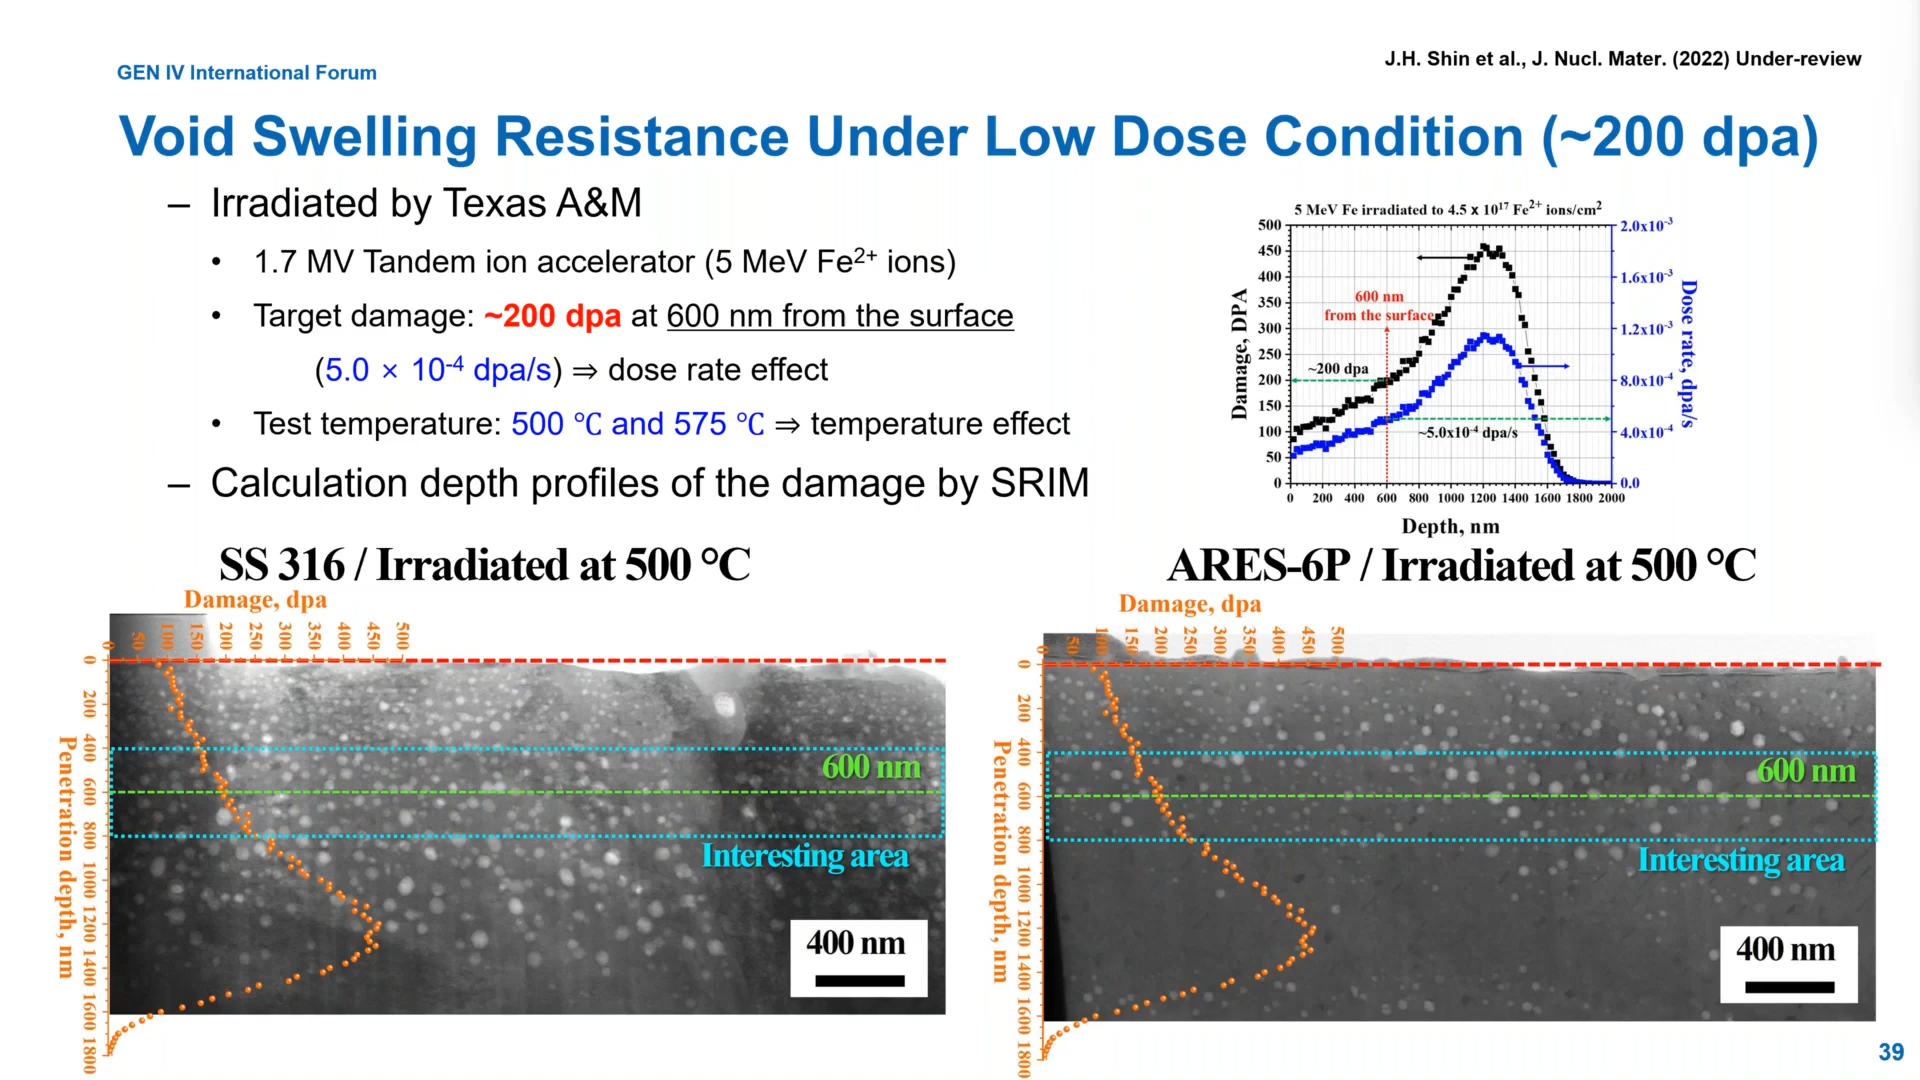 GEN IV International Forum
J.H. Shin et al., J. Nucl. Mater. (2022) Under-review
Void Swelling Resistance Under Low Dose Condition (~200 dpa)
– Irradiated by Texas A&M
• 1.7 MV Tandem ion accelerator (5 MeV Fe2+ ions)
• Target damage: ~200 dpa at 600 nm from the surface
(5.0 × 10-4 dpa/s) ⇒ dose rate effect
• Test temperature: 500 ℃ and 575 ℃ ⇒ temperature effect
– Calculation depth profiles of the damage by SRIM
5 MeV Fe irradiated to 4.5 x 10^17 Fe2+ ions/cm2
500 450 400 350 300 250 200 150 100 50 0
Damage, DPA
600 nm
from the surface
~200 dpa
~5.0x10-4 dpa/s
2.0x10-3
1.6x10-3
1.2x10-3
8.0x10-4
4.0x10-4
0.0
Dose rate, dpa/s
0 200 400 600 800 1000 1200 1400 1600 1800 2000
Depth, nm
SS 316 / Irradiated at 500 °C
Damage, dpa
0 50 100 150 200 250 300 350 400 450 500
0 200 400 600 800 1000 1200 1400 1600 1800
Penetration depth, nm
600 nm
Interesting area
400 nm
ARES-6P / Irradiated at 500 °C
Damage, dpa
0 50 100 150 200 250 300 350 400 450 500
0 200 400 600 800 1000 1200 1400 1600 1800
Penetration depth, nm
600 nm
Interesting area
400 nm
39